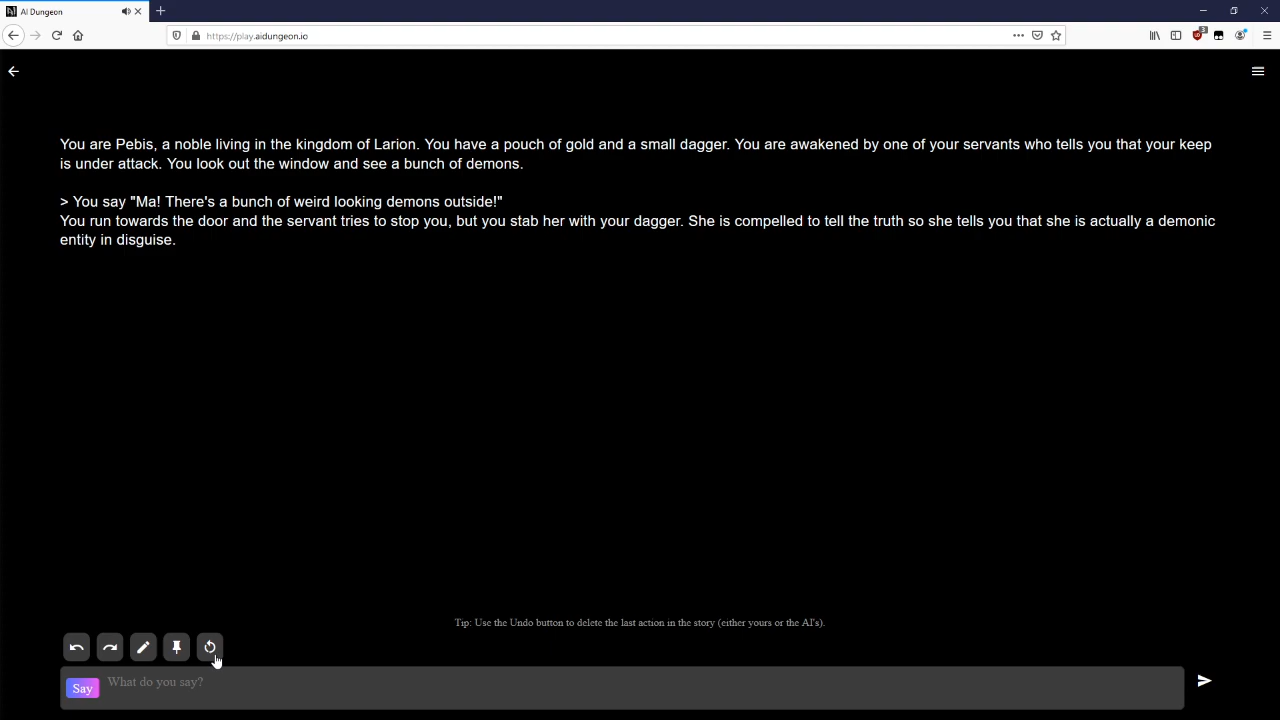 AI Dungeon
https://play.aidungeon.io
You are Pebis, a noble living in the kingdom of Larion. You have a pouch of gold and a small dagger. You are awakened by one of your servants who tells you that your keep
is under attack. You look out the window and see a bunch of demons.
> You say "Ma! There's a bunch of weird looking demons outside!"
You run towards the door and the servant tries to stop you, but you stab her with your dagger. She is compelled to tell the truth so she tells you that she is actually a demonic
entity in disguise.
Tip: Use the Undo button to delete the last action in the story (either yours or the AI's).
Say What do you say?